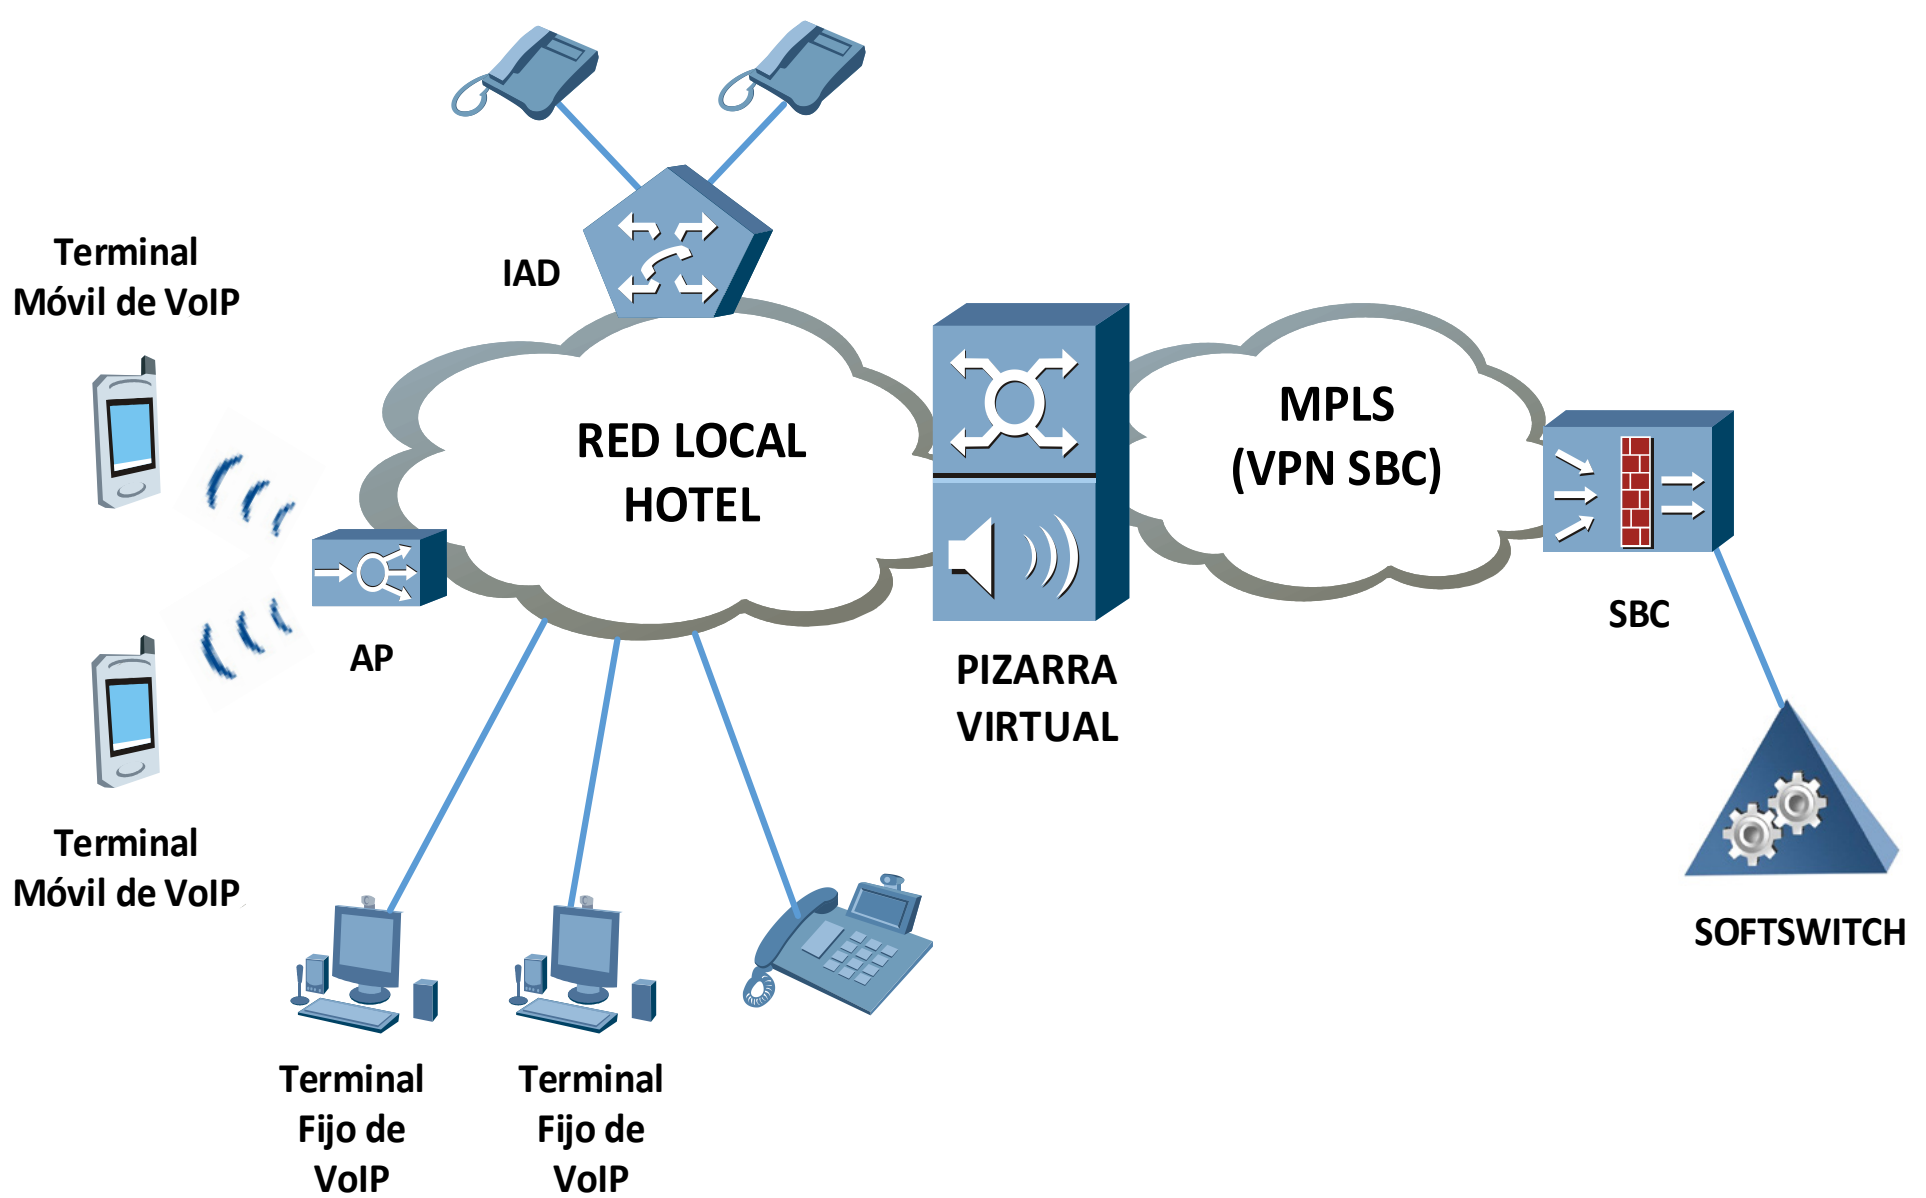 Terminal
Móvil de VoIP
IAD
RED LOCAL
HOTEL
MPLS
(VPN SBC)
AP
PIZARRA
VIRTUAL
SBC
Terminal
Móvil de VoIP
SOFTSWITCH
Terminal
Fijo de
VoIP
Terminal
Fijo de
VoIP